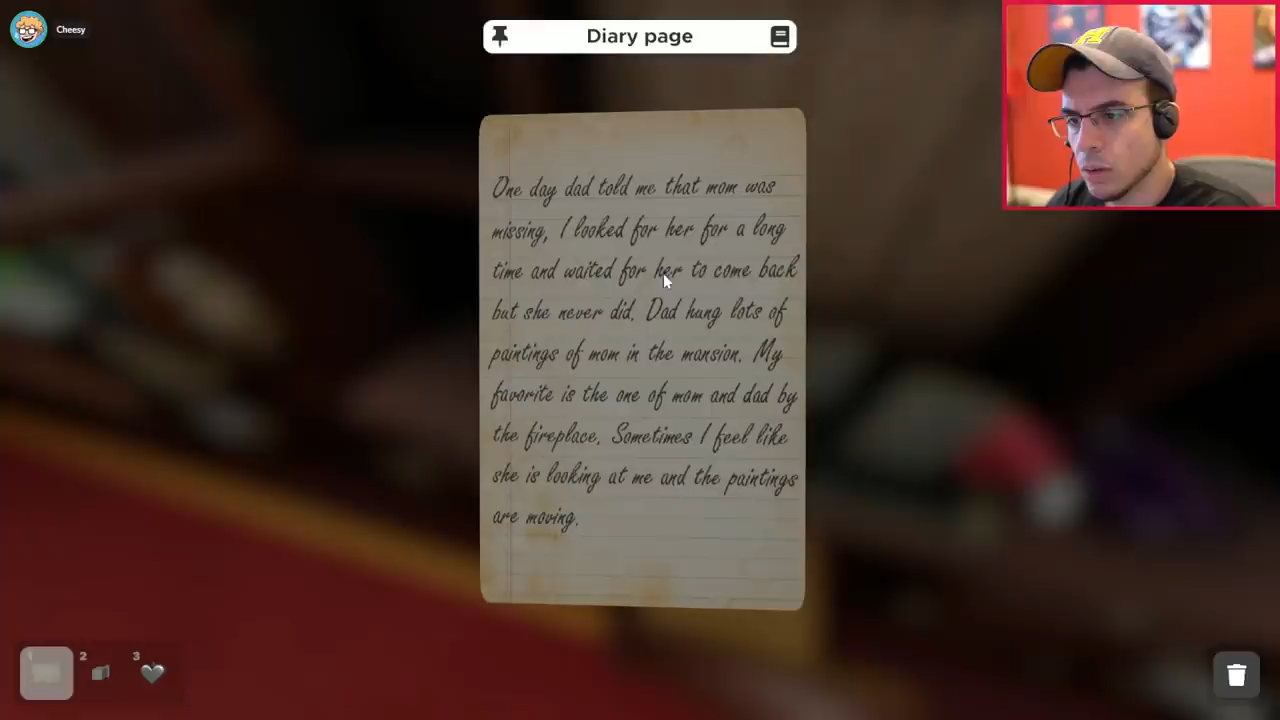 Cheesy
Diary page
One day dad told me that mom was
missing, I looked for her for a long
time and waited for her to come back
but she never did. Dad hung lots of
paintings of mom in the mansion. My
favorite is the one of mom and dad by
the fireplace. Sometimes I feel like
she is looking at me and the paintings
are moving.
1
2
3